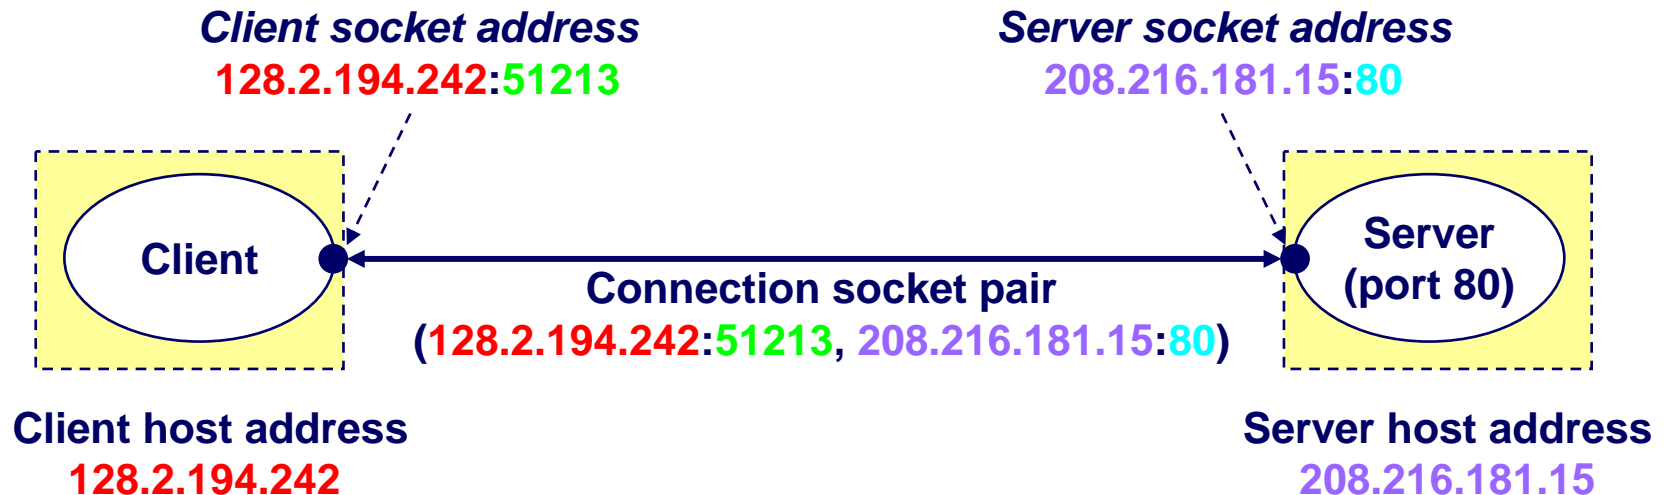 Client socket address
128.2.194.242:51213
Server socket address
208.216.181.15:80
Client
Server
(port 80)
Connection socket pair
(128.2.194.242:51213, 208.216.181.15:80)
Client host address
128.2.194.242
Server host address
208.216.181.15